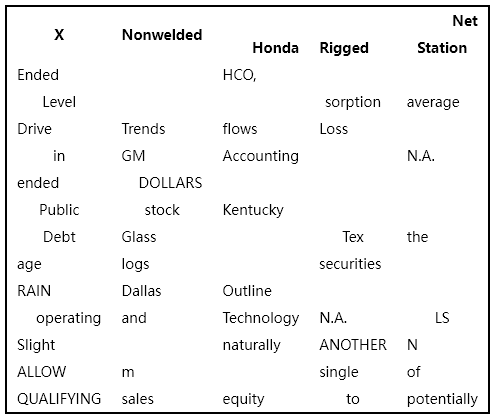 Net
X Nonwelded
Honda Rigged Station
Ended HCO,
Level sorption average
Drive Trends flows Loss
in GM Accounting N.A.
ended DOLLARS
Public stock Kentucky
Debt Glass Tex the
age logs securities
RAIN Dallas Outline
operating and Technology N.A. LS
Slight naturally ANOTHER N
ALLOW m single of
QUALIFYING sales equity to potentially